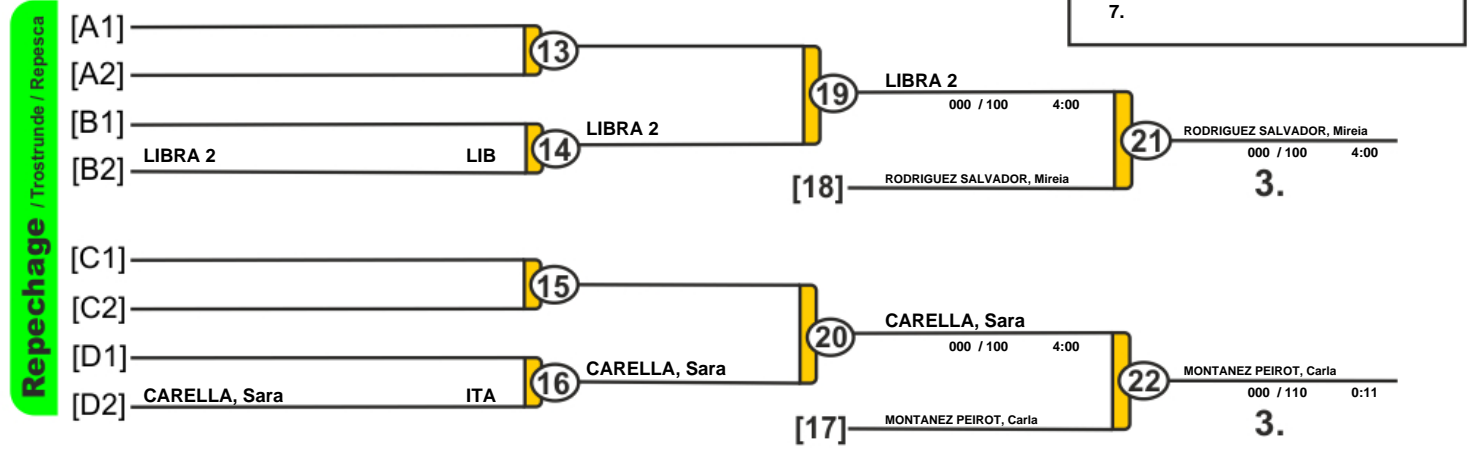 Repechage / Trostrunde / Repesca
7.
[A1]
13
[A2]
19
LIBRA 2
000 / 100 4:00
[B1]
14
LIBRA 2
[B2] LIBRA 2 LIB
21
RODRIGUEZ SALVADOR, Mireia
000 / 100 4:00
3.
[18] RODRIGUEZ SALVADOR, Mireia
[C1]
15
[C2]
20
CARELLA, Sara
000 / 100 4:00
[D1]
16
CARELLA, Sara
[D2] CARELLA, Sara ITA
22
MONTANEZ PEIROT, Carla
000 / 110 0:11
3.
[17] MONTANEZ PEIROT, Carla